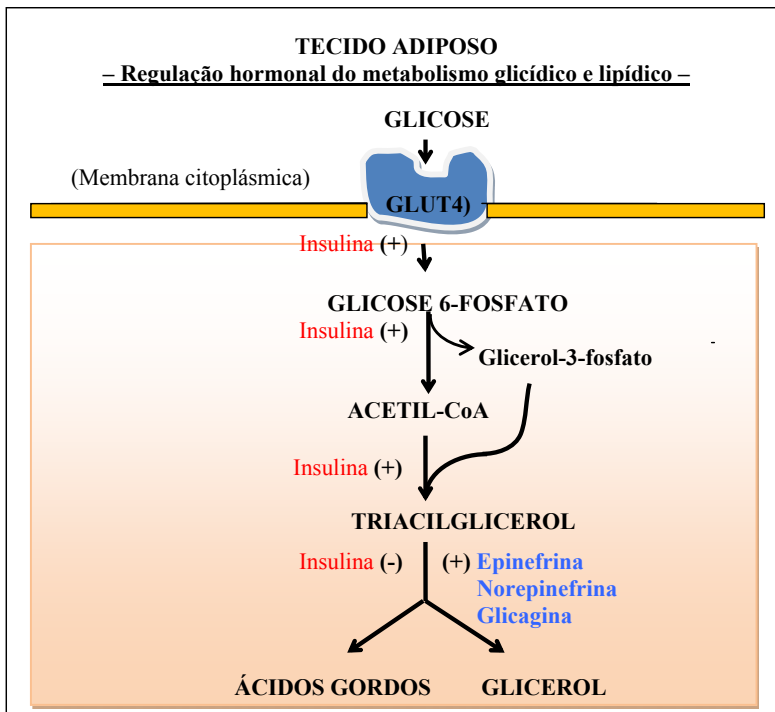 TECIDO ADIPOSO
– Regulação hormonal do metabolismo glicídico e lipídico –
GLICOSE
(Membrana citoplásmica)
GLUT4)
Insulina (+)
GLICOSE 6-FOSFATO
Insulina (+)
Glicerol-3-fosfato
-
ACETIL-CoA
Insulina (+)
TRIACILGLICEROL
Insulina (-) (+) Epinefrina
Norepinefrina
Glicagina
ÁCIDOS GORDOS GLICEROL